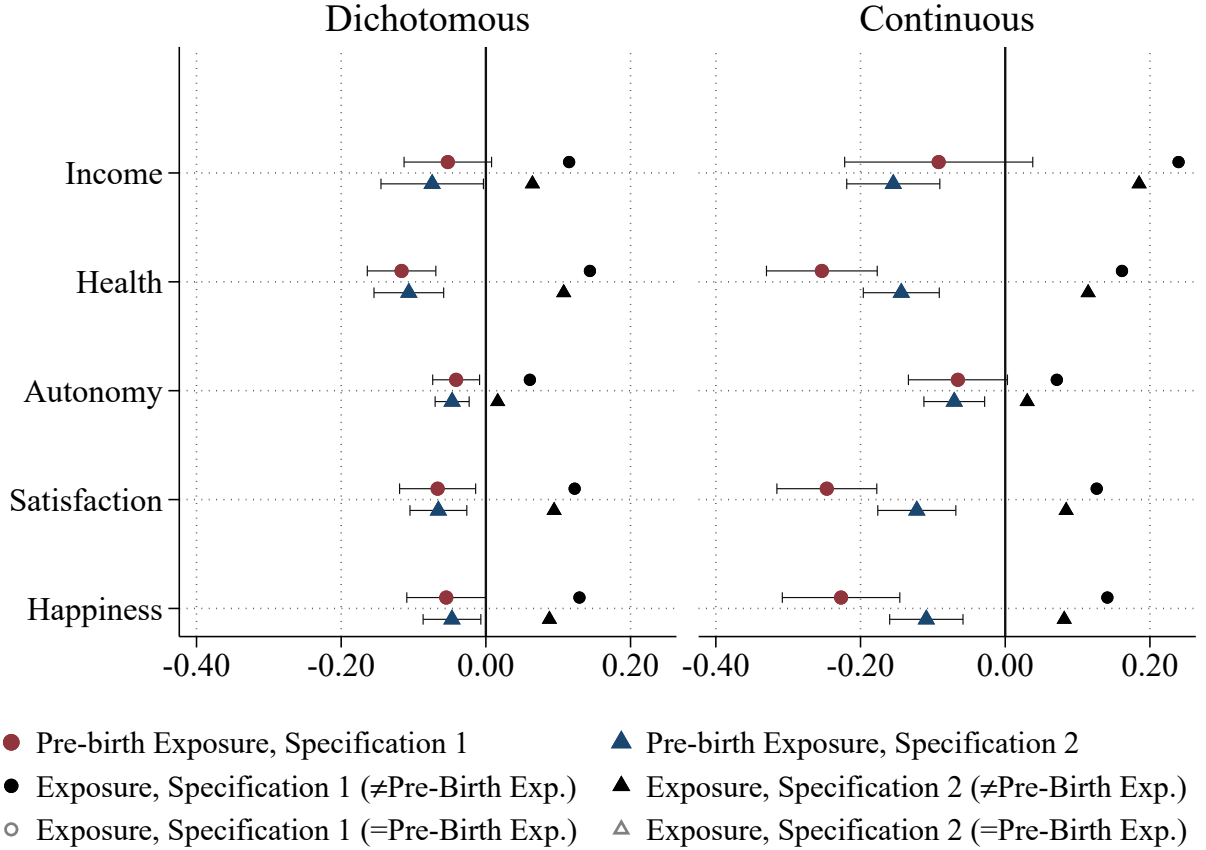 Dichotomous Continuous
Income
Health
Autonomy
Satisfaction
Happiness
-0.40 -0.20 0.00 0.20 -0.40 -0.20 0.00 0.20
Pre-birth Exposure, Specification 1 Pre-birth Exposure, Specification 2
Exposure, Specification 1 (≠Pre-Birth Exp.) Exposure, Specification 2 (≠Pre-Birth Exp.)
Exposure, Specification 1 (=Pre-Birth Exp.) Exposure, Specification 2 (=Pre-Birth Exp.)